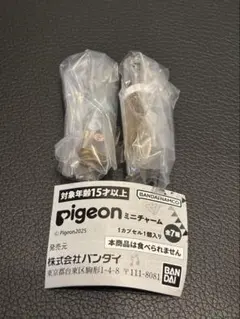 対象年齢15才以上
BANDAI NAMCO
pigeon ミニチャーム
©Pigeon2025
1カプセル1個入り
全7種
発売元
本商品は食べられません
株式会社バンダイ
東京都台東区駒形1-4-8 〒111-8081
BAN
DAI